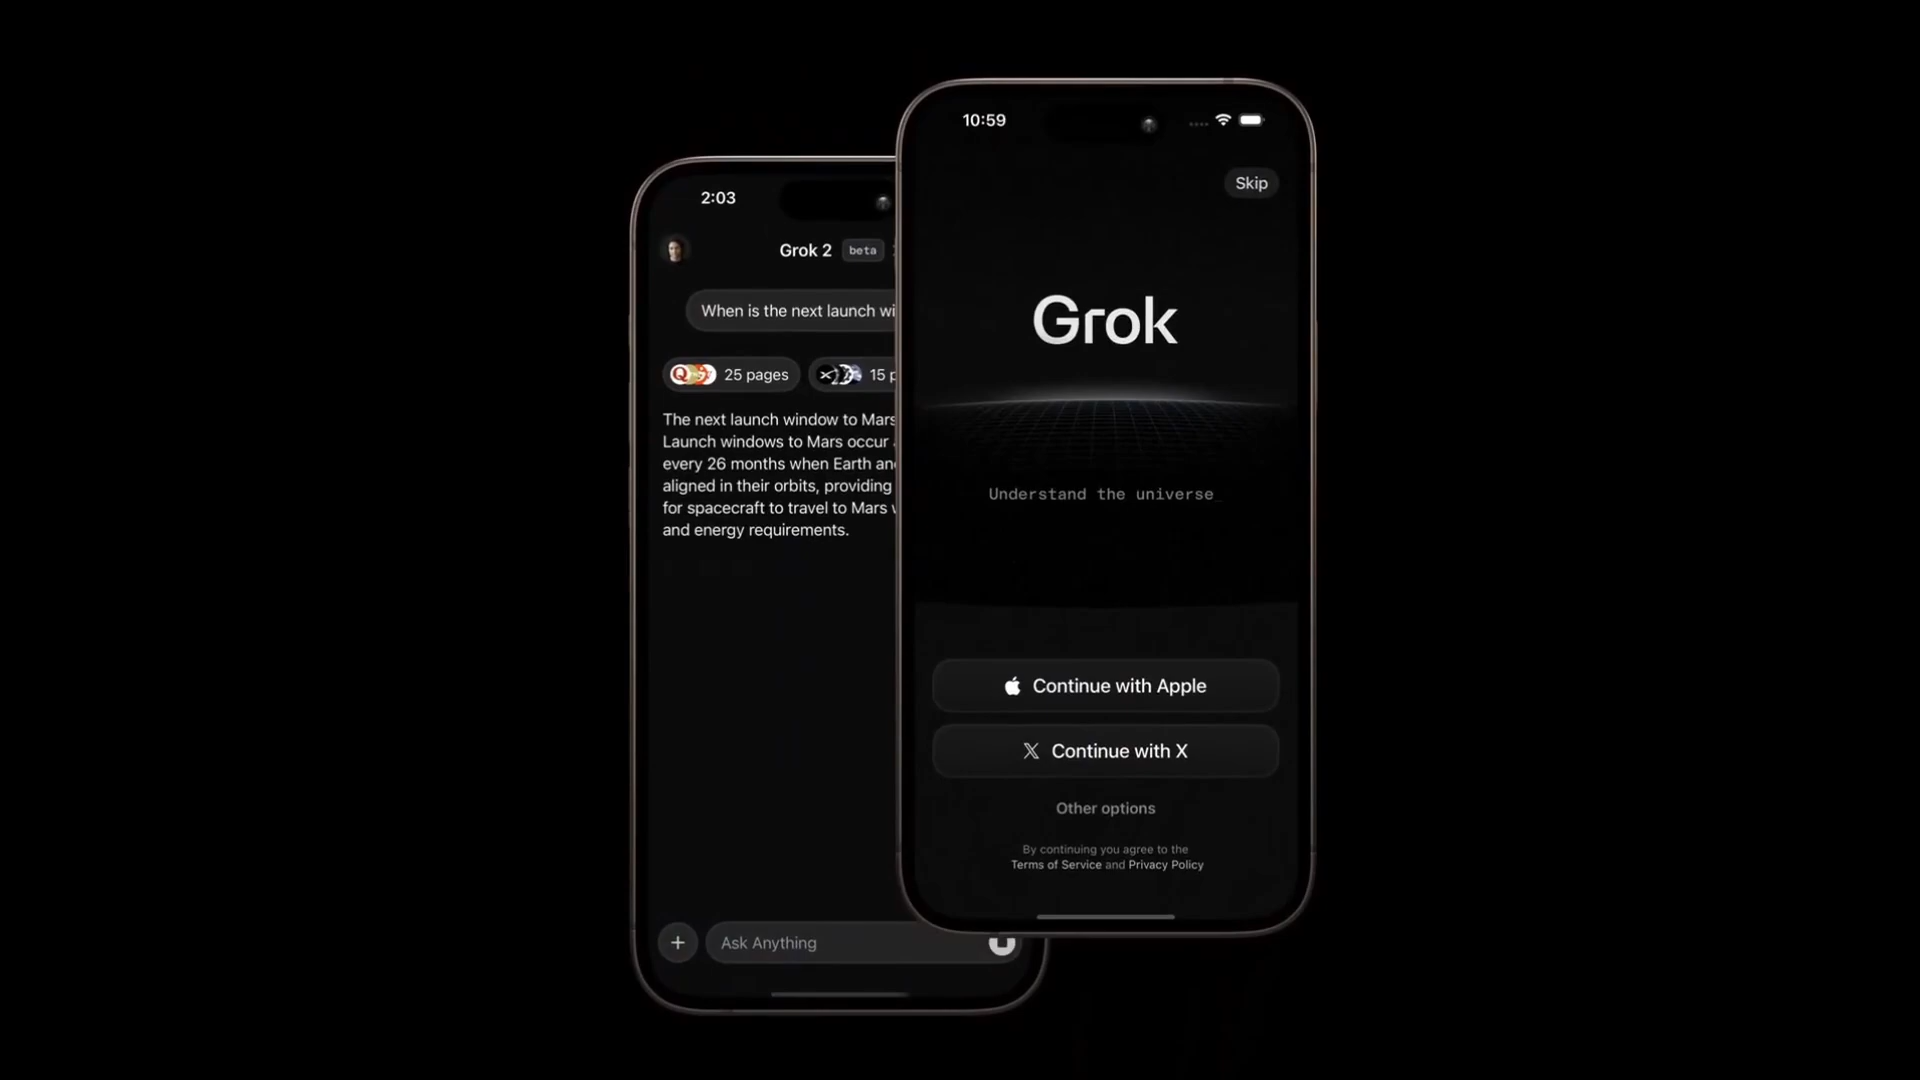 2:03
Grok 2 beta
When is the next launch
25 pages
15
The next launch window to Mars
Launch windows to Mars occur
every 26 months when Earth
aligned in their orbits, providing
for spacecraft to travel to Mars
and energy requirements.
Ask Anything
10:59
Skip
Grok
Understand the universe_
Continue with Apple
Continue with X
Other options
By continuing you agree to the
Terms of Service and Privacy Policy